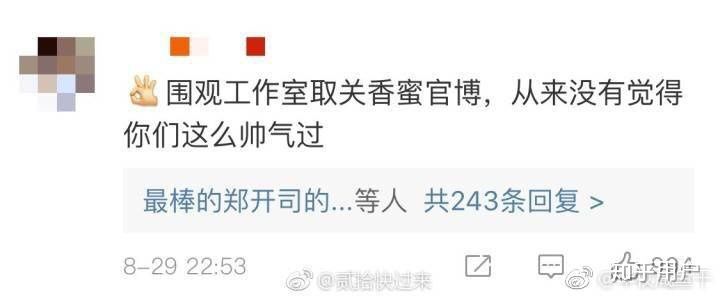 👌围观工作室取关香蜜官博，从来没有觉得
你们这么帅气过
最棒的郑开司的...等人 共243条回复 >
8-29 22:53
@贰拾快过来
知乎用户